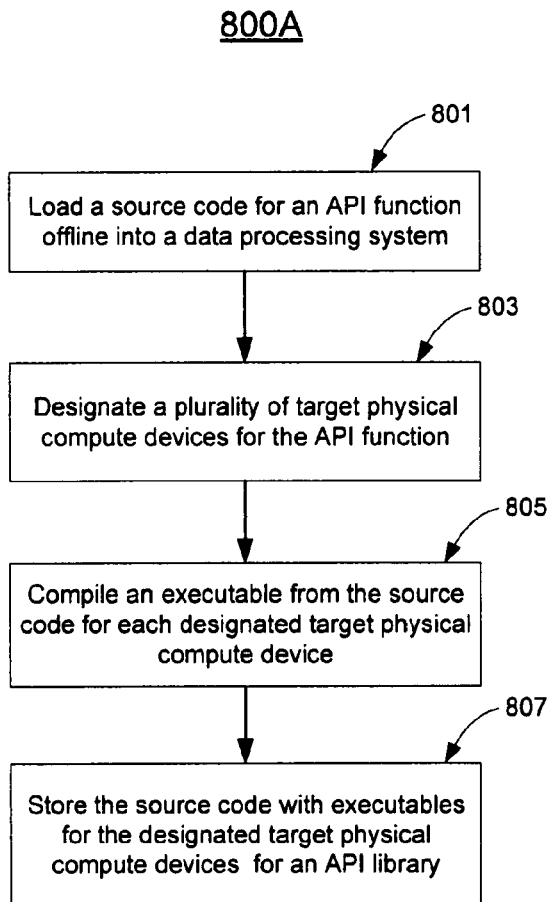 800A
801
Load a source code for an API function
offline into a data processing system
803
Designate a plurality of target physical
compute devices for the API function
805
Compile an executable from the source
code for each designated target physical
compute device
807
Store the source code with executables
for the designated target physical
compute devices for an API library